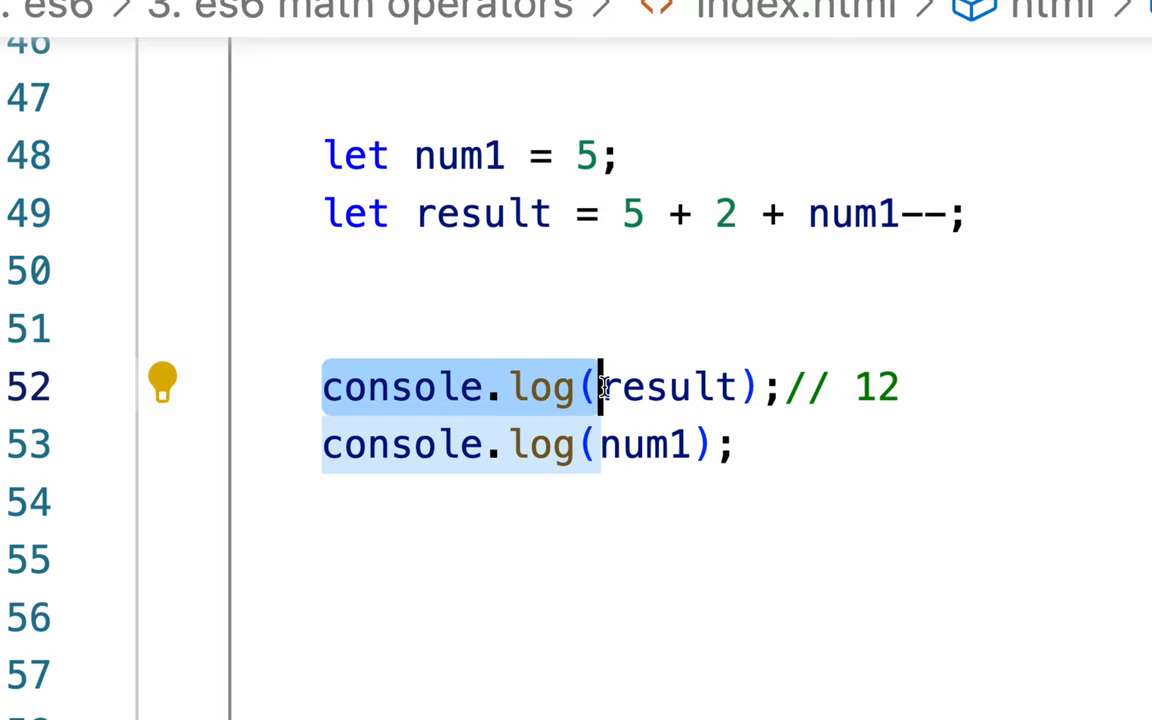 . es6 > 3. es6 math operators > <> index.html > html >
46
47
48 let num1 = 5;
49 let result = 5 + 2 + num1--;
50
51
52 console.log(result);// 12
53 console.log(num1);
54
55
56
57